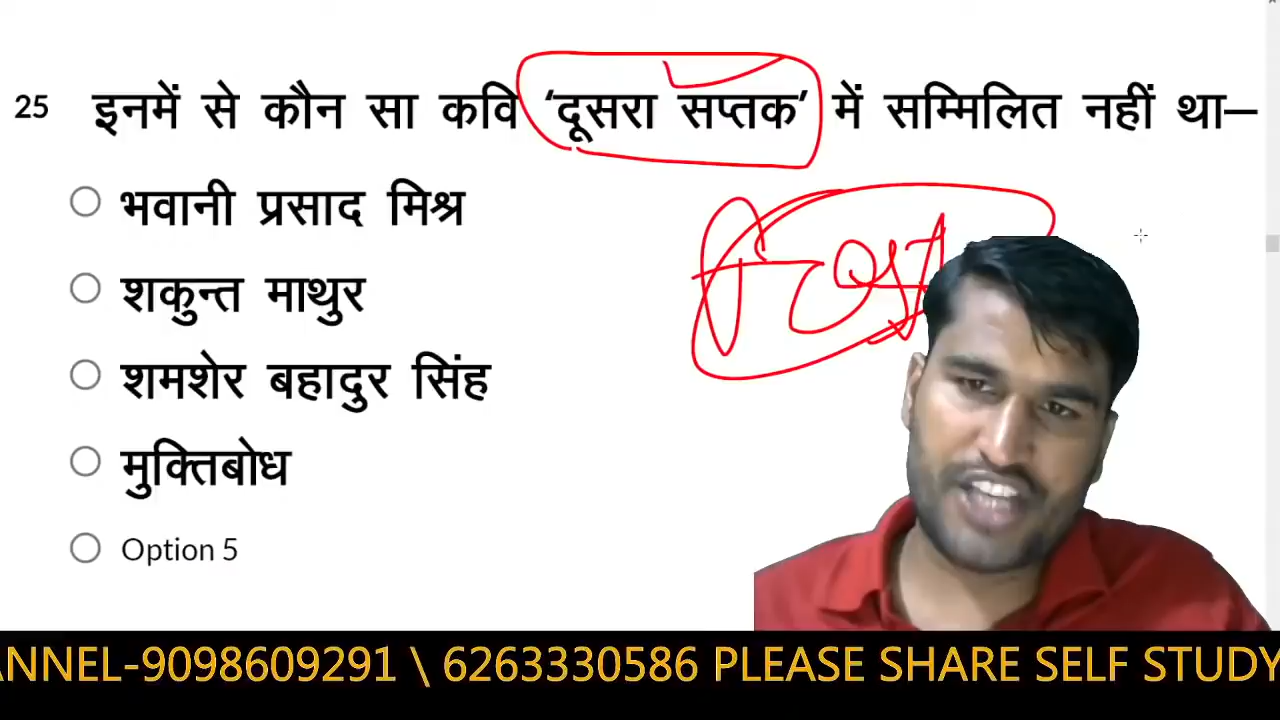 25 इनमें से कौन सा कवि 'दूसरा सप्तक' में सम्मिलित नहीं था—
भवानी प्रसाद मिश्र
शकुन्त माथुर
शमशेर बहादुर सिंह
मुक्तिबोध
Option 5
ANNEL-9098609291 \ 6263330586 PLEASE SHARE SELF STUDY